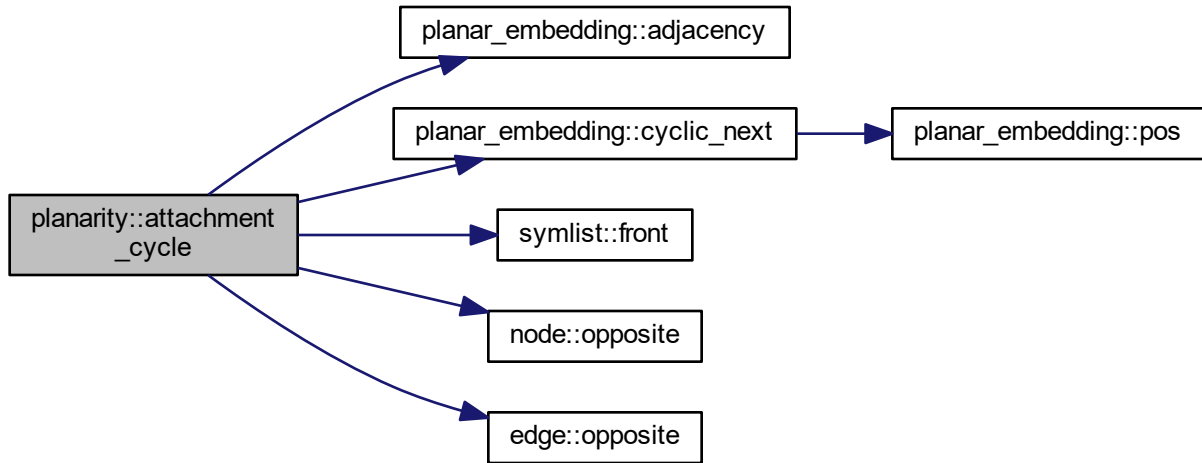 planar_embedding::adjacency
planar_embedding::cyclic_next
planar_embedding::pos
planarity::attachment
_cycle
symlist::front
node::opposite
edge::opposite